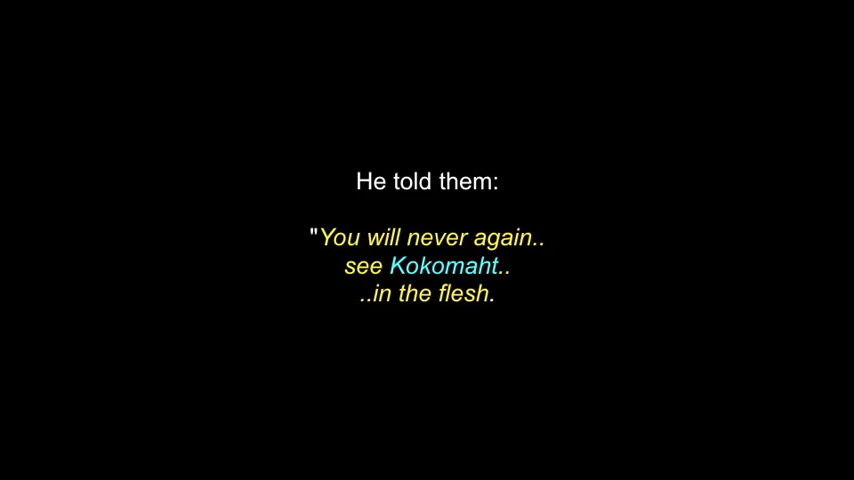 He told them:
"You will never again..
see Kokomaht..
..in the flesh.